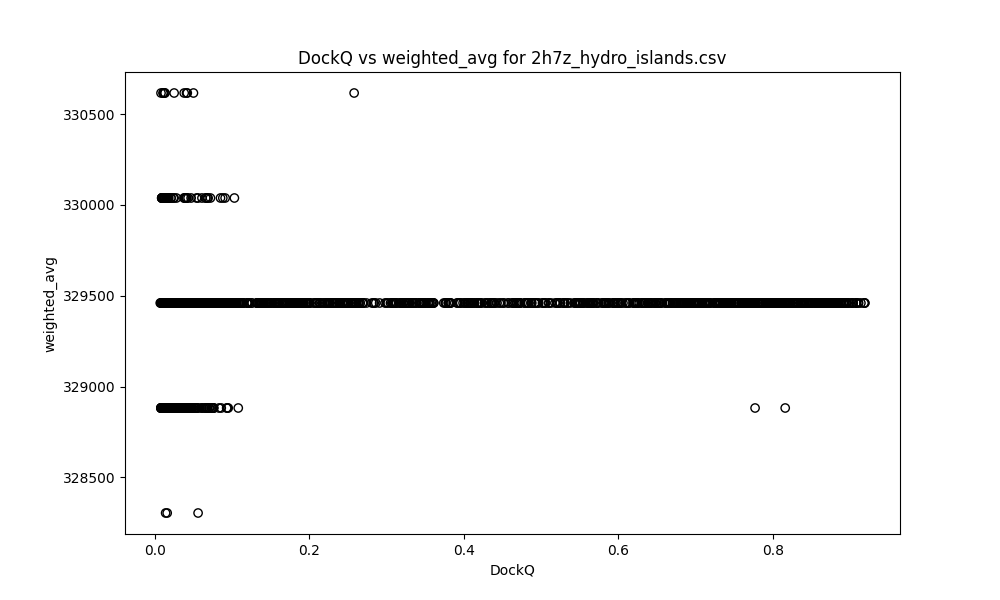 DockQ vs weighted_avg for 2h7z_hydro_islands.csv
330500
330000
329500
329000
328500
weighted_avg
0.0 0.2 0.4 0.6 0.8
DockQ